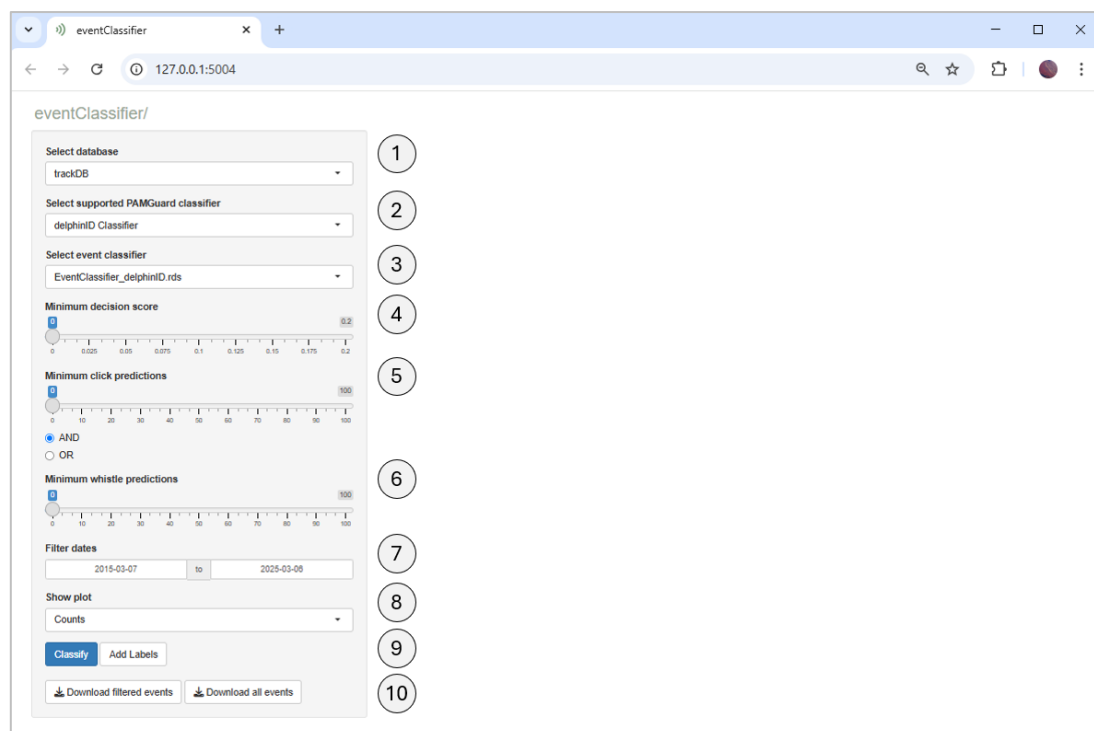 eventClassifier
127.0.0.1:5004
eventClassifier/
Select database
1
trackDB
Select supported PAMGuard classifier
2
delphinID Classifier
Select event classifier
3
EventClassifier_delphinID.rds
Minimum decision score
4
0 0.2
0 0.025 0.05 0.075 0.1 0.125 0.15 0.175 0.2
Minimum click predictions
5
0 100
0 10 20 30 40 50 60 70 80 90 100
AND
OR
Minimum whistle predictions
6
0 100
0 10 20 30 40 50 60 70 80 90 100
Filter dates
7
2015-03-07 to 2025-03-06
Show plot
8
Counts
Classify Add Labels
9
Download filtered events Download all events
10